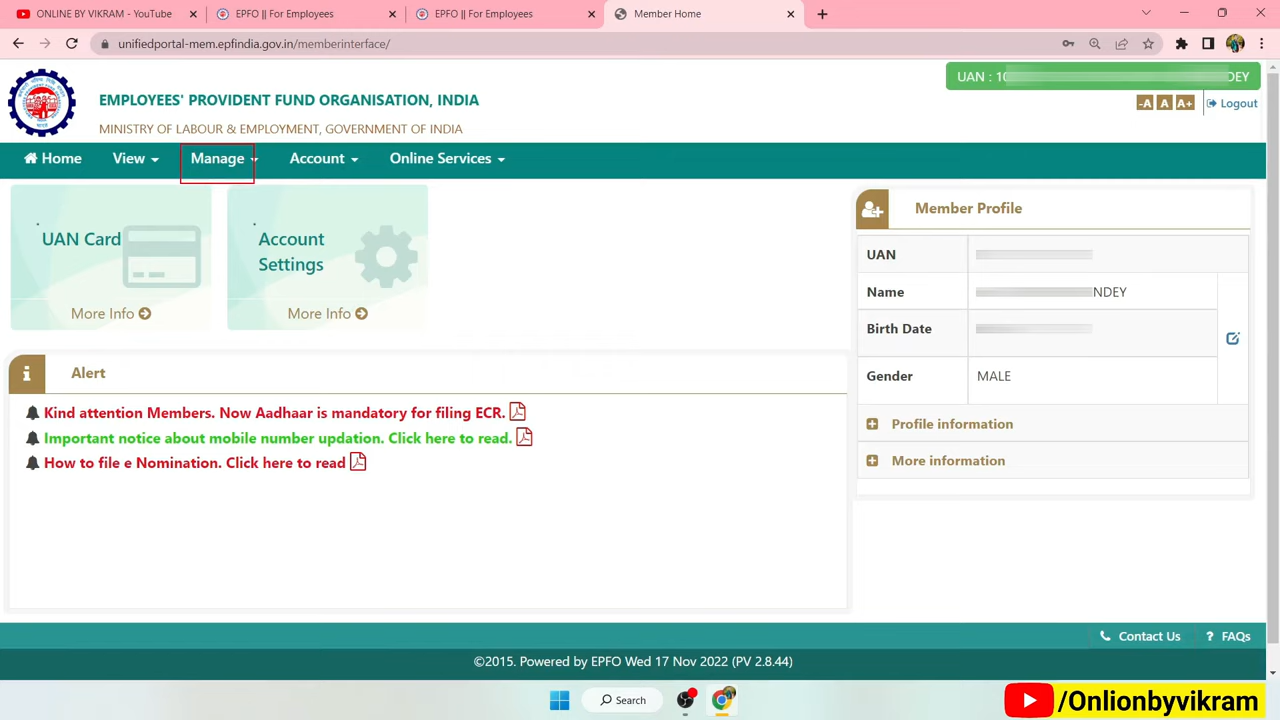 ONLINE BY VIKRAM - YouTube
EPFO || For Employees
EPFO || For Employees
Member Home
unifiedportal-mem.epfindia.gov.in/memberinterface/
UAN : 10 DEY
EMPLOYEES' PROVIDENT FUND ORGANISATION, INDIA
MINISTRY OF LABOUR & EMPLOYMENT, GOVERNMENT OF INDIA
-A A A+ Logout
Home View Manage Account Online Services
UAN Card
More Info
Account
Settings
More Info
Member Profile
UAN
Name NDEY
Birth Date
Gender MALE
Profile information
More information
Alert
Kind attention Members. Now Aadhaar is mandatory for filing ECR.
Important notice about mobile number updation. Click here to read.
How to file e Nomination. Click here to read
Contact Us ? FAQs
©2015. Powered by EPFO Wed 17 Nov 2022 (PV 2.8.44)
Search
/Onlionbyvikram